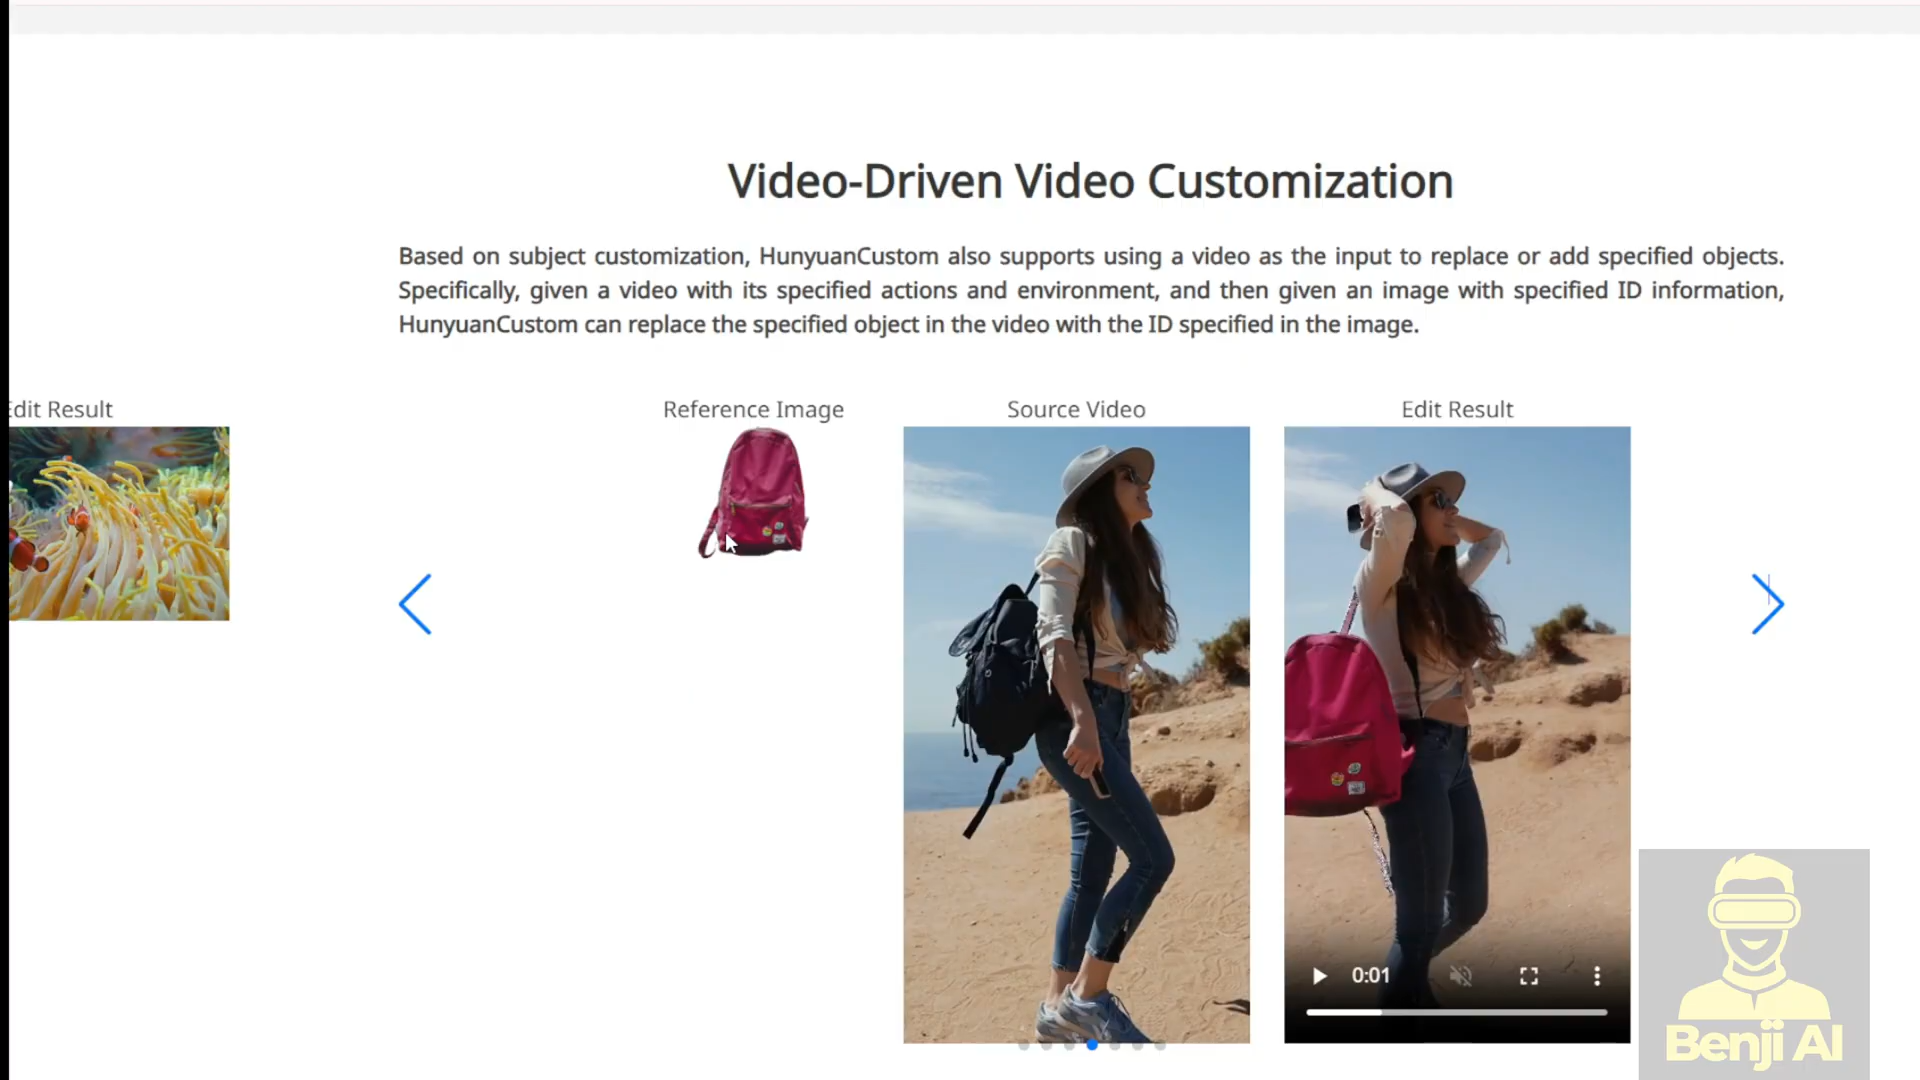 Video-Driven Video Customization
Based on subject customization, HunyuanCustom also supports using a video as the input to replace or add specified objects.
Specifically, given a video with its specified actions and environment, and then given an image with specified ID information,
HunyuanCustom can replace the specified object in the video with the ID specified in the image.
Edit Result
Reference Image
Source Video
Edit Result
0:01
Benji AI